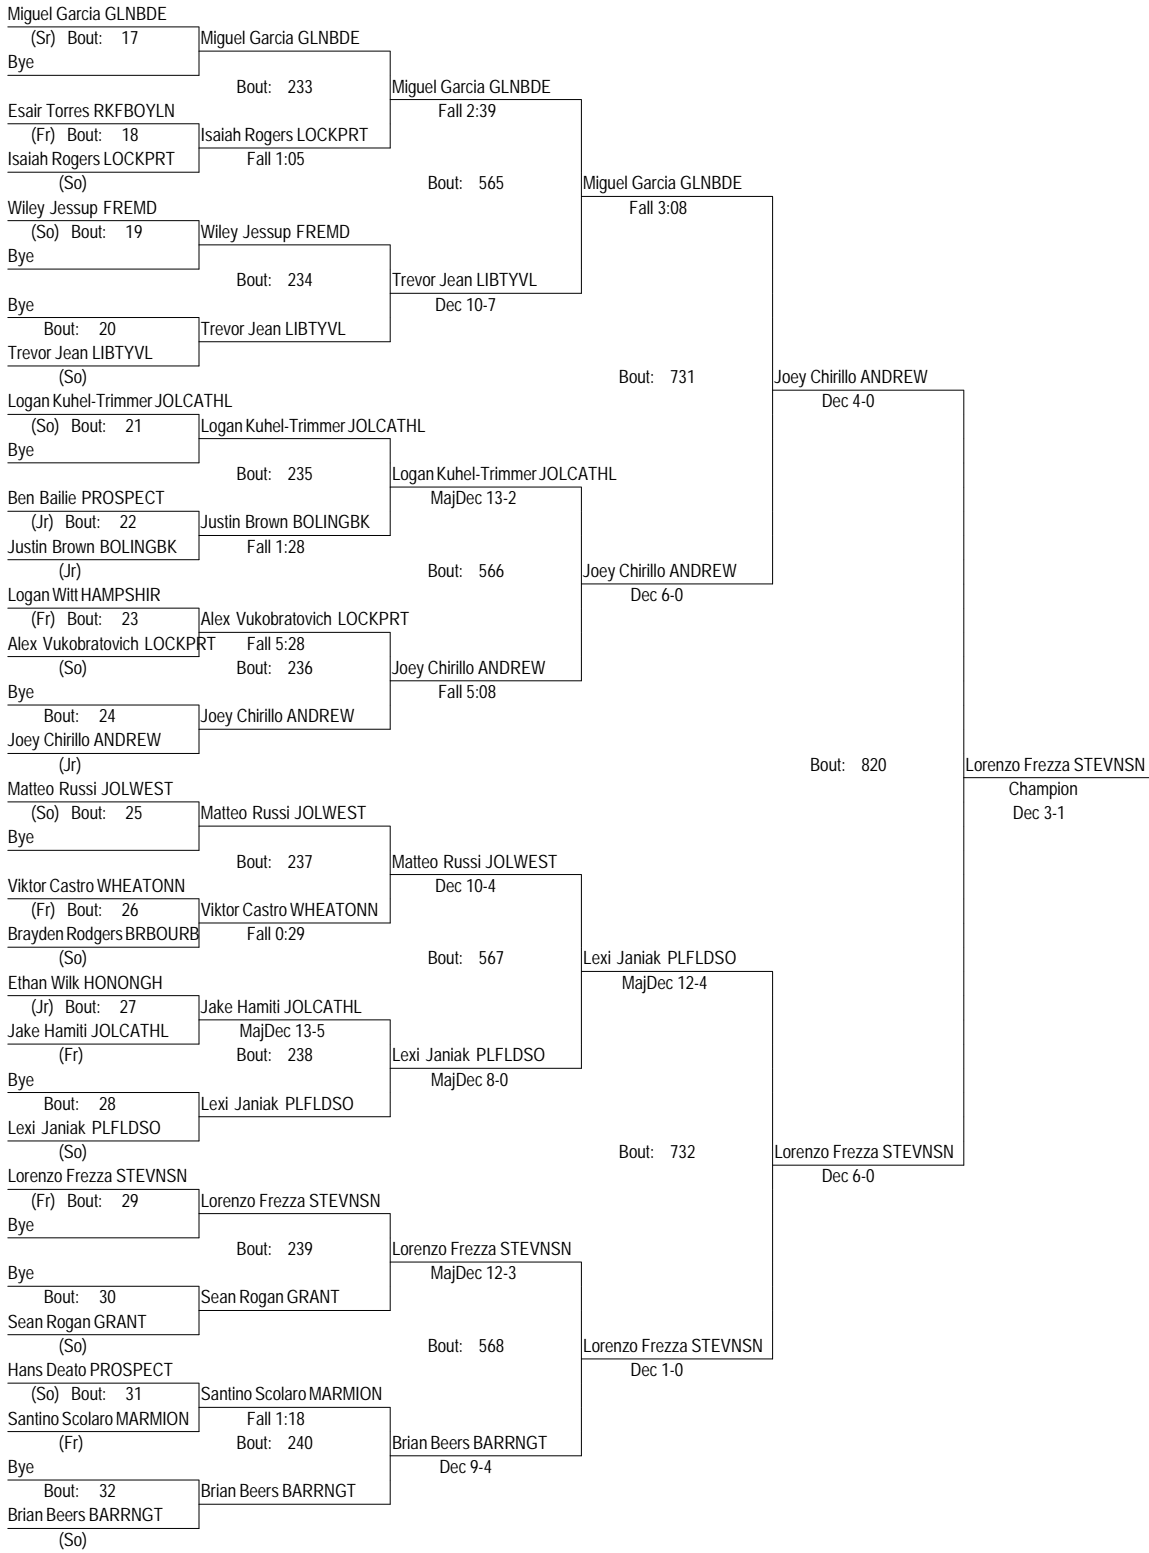 Miguel Garcia GLNBDE
(Sr) Bout: 17 Miguel Garcia GLNBDE
Bye
Bout: 233 Miguel Garcia GLNBDE
Esair Torres RKFBOYLN Fall 2:39
(Fr) Bout: 18 Isaiah Rogers LOCKPRT
Isaiah Rogers LOCKPRT Fall 1:05
(So) Bout: 565 Miguel Garcia GLNBDE
Wiley Jessup FREMD Fall 3:08
(So) Bout: 19 Wiley Jessup FREMD
Bye
Bout: 234 Trevor Jean LIBTYVL
Bye Dec 10-7
Bout: 20 Trevor Jean LIBTYVL
Trevor Jean LIBTYVL
(So) Bout: 731 Joey Chirillo ANDREW
Logan Kuhel-Trimmer JOLCATHL Dec 4-0
(So) Bout: 21 Logan Kuhel-Trimmer JOLCATHL
Bye
Bout: 235 Logan Kuhel-Trimmer JOLCATHL
Ben Bailie PROSPECT MajDec 13-2
(Jr) Bout: 22 Justin Brown BOLINGBK
Justin Brown BOLINGBK Fall 1:28
(Jr) Bout: 566 Joey Chirillo ANDREW
Logan Witt HAMPSHIR Dec 6-0
(Fr) Bout: 23 Alex Vukobratovich LOCKPRT
Alex Vukobratovich LOCKPRT Fall 5:28
(So) Bout: 236 Joey Chirillo ANDREW
Bye Fall 5:08
Bout: 24 Joey Chirillo ANDREW
Joey Chirillo ANDREW
(Jr) Bout: 820 Lorenzo Frezza STEVNSN
Matteo Russi JOLWEST Champion
(So) Bout: 25 Matteo Russi JOLWEST Dec 3-1
Bye
Bout: 237 Matteo Russi JOLWEST
Viktor Castro WHEATONN Dec 10-4
(Fr) Bout: 26 Viktor Castro WHEATONN
Brayden Rodgers BRBOURB Fall 0:29
(So) Bout: 567 Lexi Janiak PLFLDSO
Ethan Wilk HONONGH MajDec 12-4
(Jr) Bout: 27 Jake Hamiti JOLCATHL
Jake Hamiti JOLCATHL MajDec 13-5
(Fr) Bout: 238 Lexi Janiak PLFLDSO
Bye MajDec 8-0
Bout: 28 Lexi Janiak PLFLDSO
Lexi Janiak PLFLDSO
(So) Bout: 732 Lorenzo Frezza STEVNSN
Lorenzo Frezza STEVNSN Dec 6-0
(Fr) Bout: 29 Lorenzo Frezza STEVNSN
Bye
Bout: 239 Lorenzo Frezza STEVNSN
Bye MajDec 12-3
Bout: 30 Sean Rogan GRANT
Sean Rogan GRANT
(So) Bout: 568 Lorenzo Frezza STEVNSN
Hans Deato PROSPECT Dec 1-0
(So) Bout: 31 Santino Scolaro MARMION
Santino Scolaro MARMION Fall 1:18
(Fr) Bout: 240 Brian Beers BARRNGT
Bye Dec 9-4
Bout: 32 Brian Beers BARRNGT
Brian Beers BARRNGT
(So)